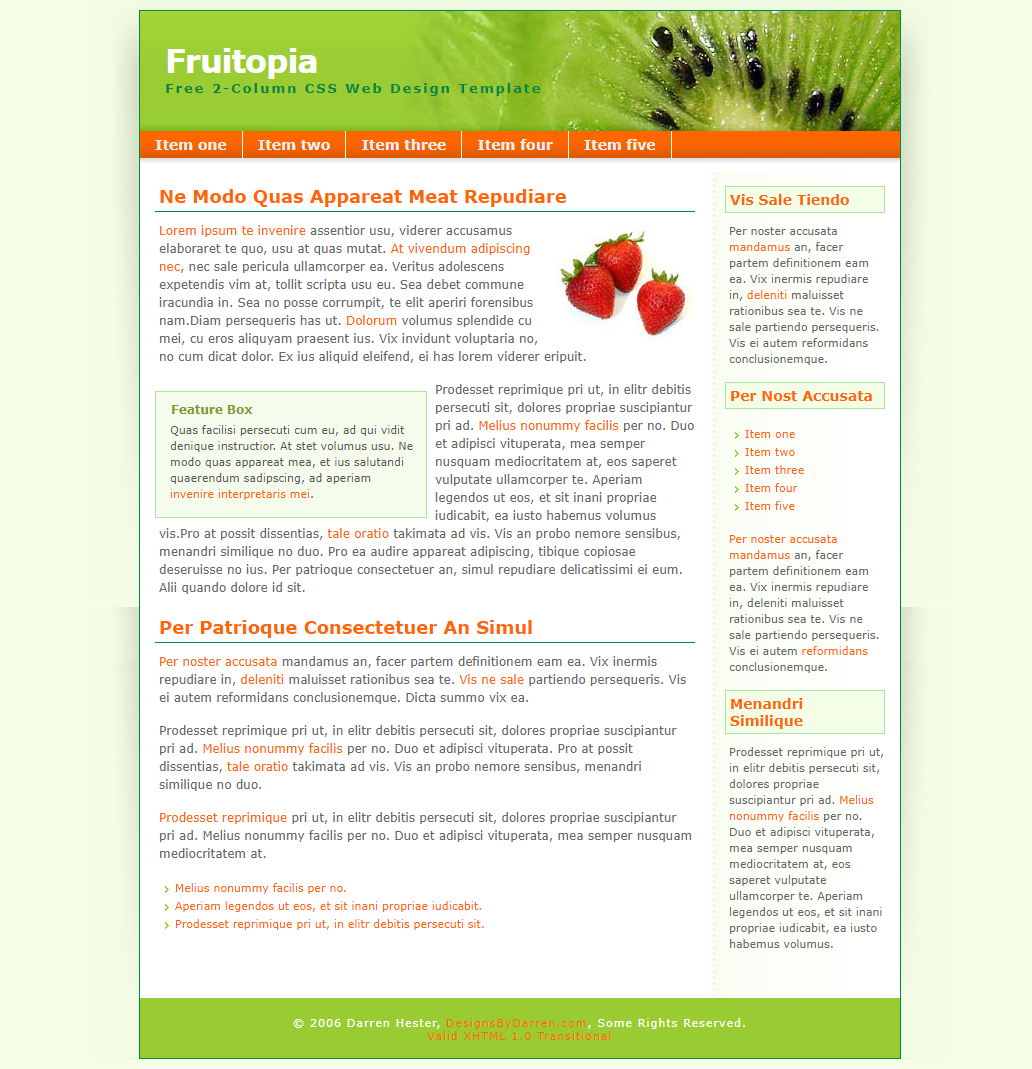 Fruitopia
Free 2-Column CSS Web Design Template
Item one Item two Item three Item four Item five
Ne Modo Quas Appareat Meat Repudiare
Lorem ipsum te invenire assentior usu, viderer accusamus
elaboraret te quo, usu at quas mutat. At vivendum adipiscing
nec, nec sale pericula ullamcorper ea. Veritus adolescens
expetendis vim at, tollit scripta usu eu. Sea debet commune
iracundia in. Sea no posse corrumpit, te elit aperiri forensibus
nam.Diam persequeris has ut. Dolorum volumus splendide cu
mei, cu eros aliquyam praesent ius. Vix invidunt voluptaria no,
no cum dicat dolor. Ex ius aliquid eleifend, ei has lorem viderer eripuit.
Feature Box
Quas facilisi persecuti cum eu, ad qui vidit
denique instructior. At stet volumus usu. Ne
modo quas appareat mea, et ius salutandi
quaerendum sadipscing, ad aperiam
invenire interpretaris mei.
Prodesset reprimique pri ut, in elitr debitis
persecuti sit, dolores propriae suscipiantur
pri ad. Melius nonummy facilis per no. Duo
et adipisci vituperata, mea semper
nusquam mediocritatem at, eos saperet
vulputate ullamcorper te. Aperiam
legendos ut eos, et sit inani propriae
iudicabit, ea iusto habemus volumus
vis.Pro at possit dissentias, tale oratio takimata ad vis. Vis an probo nemore sensibus,
menandri similique no duo. Pro ea audire appareat adipiscing, tibique copiosae
deseruisse no ius. Per patrioque consectetuer an, simul repudiare delicatissimi ei eum.
Alii quando dolore id sit.
Per Patrioque Consectetuer An Simul
Per noster accusata mandamus an, facer partem definitionem eam ea. Vix inermis
repudiare in, deleniti maluisset rationibus sea te. Vis ne sale partiendo persequeris. Vis
ei autem reformidans conclusionemque. Dicta summo vix ea.
Prodesset reprimique pri ut, in elitr debitis persecuti sit, dolores propriae suscipiantur
pri ad. Melius nonummy facilis per no. Duo et adipisci vituperata. Pro at possit
dissentias, tale oratio takimata ad vis. Vis an probo nemore sensibus, menandri
similique no duo.
Prodesset reprimique pri ut, in elitr debitis persecuti sit, dolores propriae suscipiantur
pri ad. Melius nonummy facilis per no. Duo et adipisci vituperata, mea semper nusquam
mediocritatem at.
Melius nonummy facilis per no.
Aperiam legendos ut eos, et sit inani propriae iudicabit.
Prodesset reprimique pri ut, in elitr debitis persecuti sit.
Vis Sale Tiendo
Per noster accusata
mandamus an, facer
partem definitionem eam
ea. Vix inermis repudiare
in, deleniti maluisset
rationibus sea te. Vis ne
sale partiendo persequeris.
Vis ei autem reformidans
conclusionemque.
Per Nost Accusata
Item one
Item two
Item three
Item four
Item five
Per noster accusata
mandamus an, facer
partem definitionem eam
ea. Vix inermis repudiare
in, deleniti maluisset
rationibus sea te. Vis ne
sale partiendo persequeris.
Vis ei autem reformidans
conclusionemque.
Menandri
Similique
Prodesset reprimique pri ut,
in elitr debitis persecuti sit,
dolores propriae
suscipiantur pri ad. Melius
nonummy facilis per no.
Duo et adipisci vituperata,
mea semper nusquam
mediocritatem at, eos
saperet vulputate
ullamcorper te. Aperiam
legendos ut eos, et sit inani
propriae iudicabit, ea iusto
habemus volumus.
© 2006 Darren Hester, DesignsByDarren.com, Some Rights Reserved.
Valid XHTML 1.0 Transitional